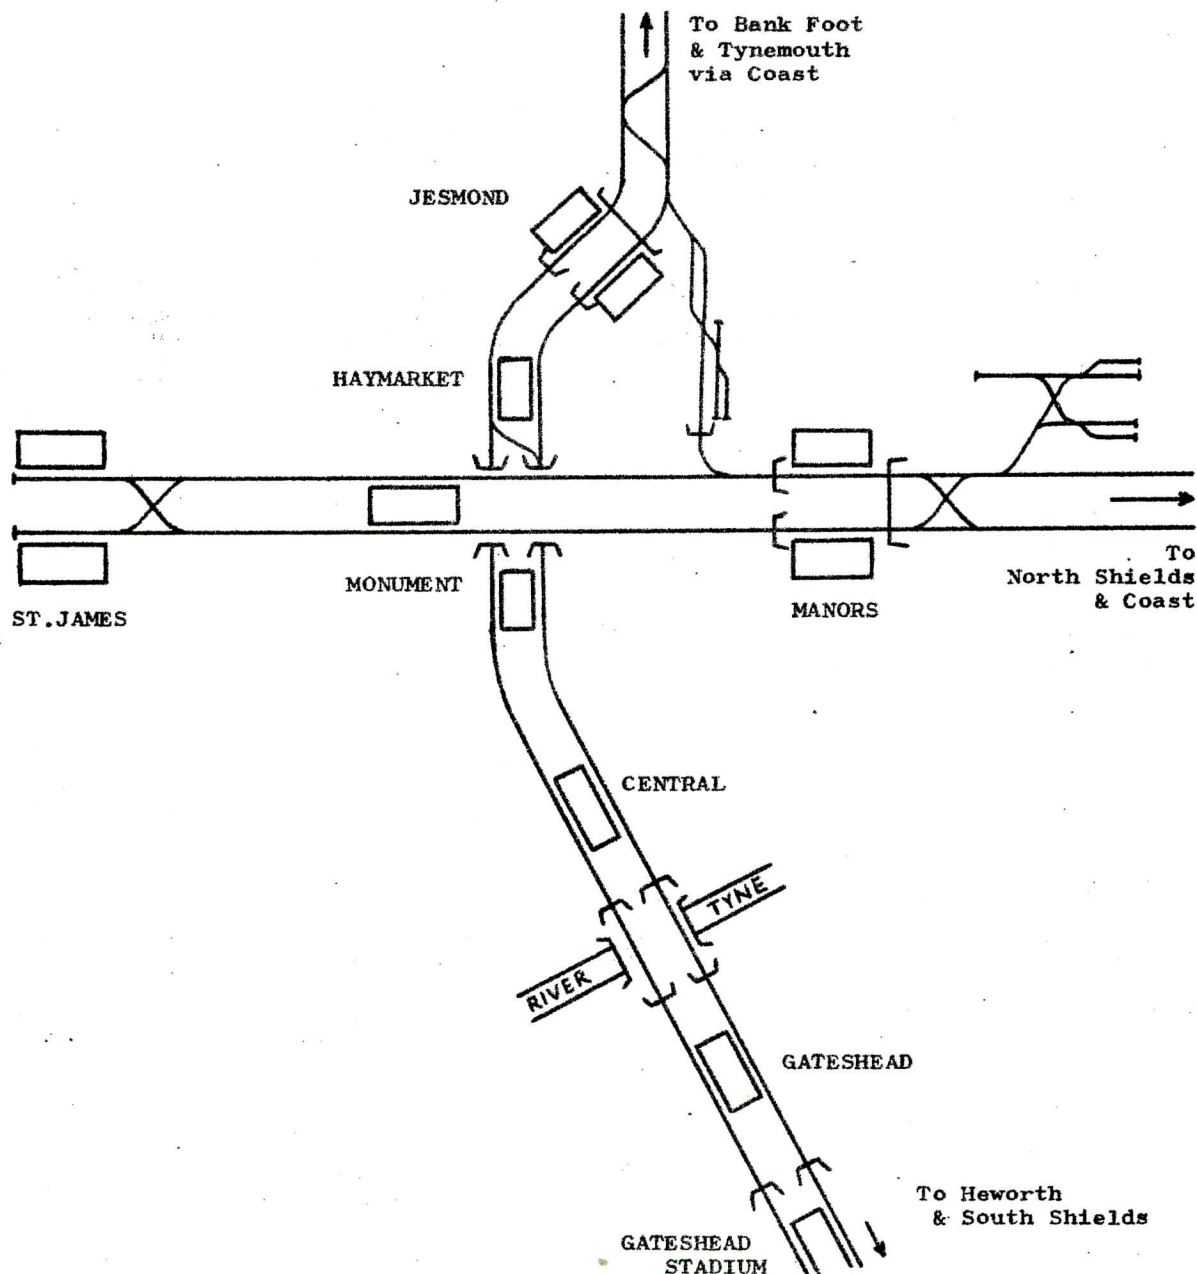 To Bank Foot
& Tynemouth
via Coast
JESMOND
HAYMARKET
MONUMENT
ST.JAMES
MANORS
To
North Shields
& Coast
CENTRAL
TYNE
RIVER
GATESHEAD
To Heworth
& South Shields
GATESHEAD
STADIUM